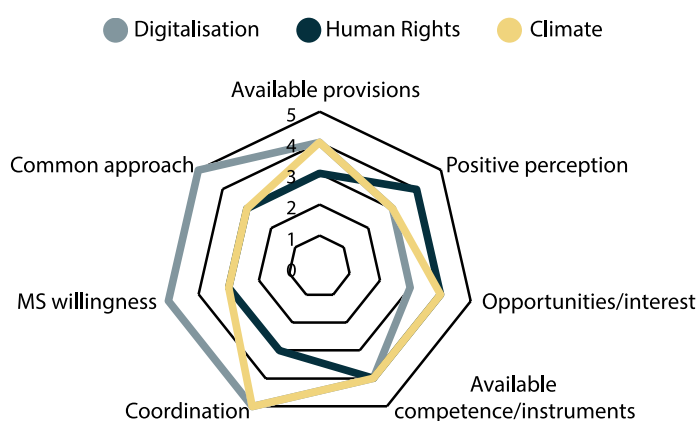 Digitalisation
Human Rights
Climate
Available provisions
5
4
3
2
1
0
Common approach
Positive perception
MS willingness
Opportunities/interest
Coordination
Available
competence/instruments